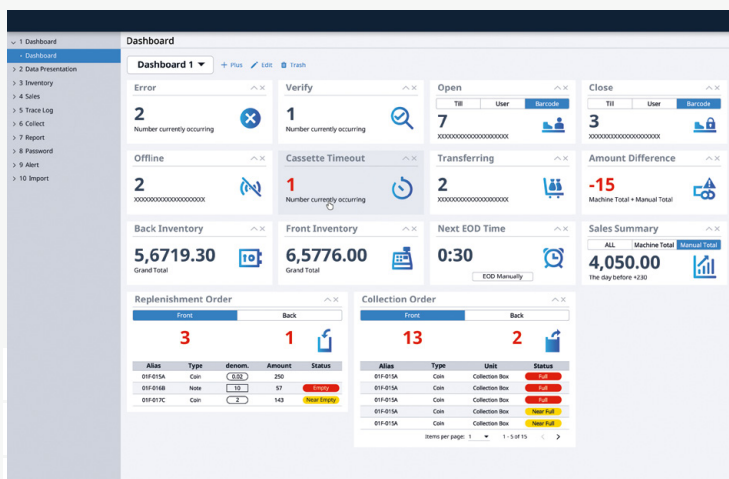 1 Dashboard
Dashboard
2 Data Presentation
3 Inventory
4 Sales
5 Trace Log
6 Collect
7 Report
8 Password
9 Alert
10 Import
Dashboard
Dashboard 1
+ Plus Edit Trash
Error
2
Number currently occurring
Verify
1
Number currently occurring
Open
Till User Barcode
7
XXXXXXXXXXXXXXXXXXXX
Close
Till User Barcode
3
XXXXXXXXXXXXXXXXXXXX
Offline
2
XXXXXXXXXXXXXXXXXXXX
Cassette Timeout
1
Number currently occurring
Transferring
2
XXXXXXXXXXXXXXXXXXXX
Amount Difference
-15
Machine Total + Manual Total
Back Inventory
5,6719.30
Grand Total
Front Inventory
6,5776.00
Grand Total
Next EOD Time
0:30
EOD Manually
Sales Summary
ALL Machine Total Manual Total
4,050.00
The day before +230
Replenishment Order
Front Back
3 1
Alias Type denom. Amount Status
01F-015A Coin 0.02 250
01F-016B Note 10 57 Empty
01F-017C Coin 2 143 Near Empty
Collection Order
Front Back
13 2
Alias Type Unit Status
01F-015A Coin Collection Box Full
01F-015A Coin Collection Box Full
01F-015A Coin Collection Box Full
01F-015A Coin Collection Box Near Full
01F-015A Coin Collection Box Near Full
Items per page: 1 1 - 5 of 15